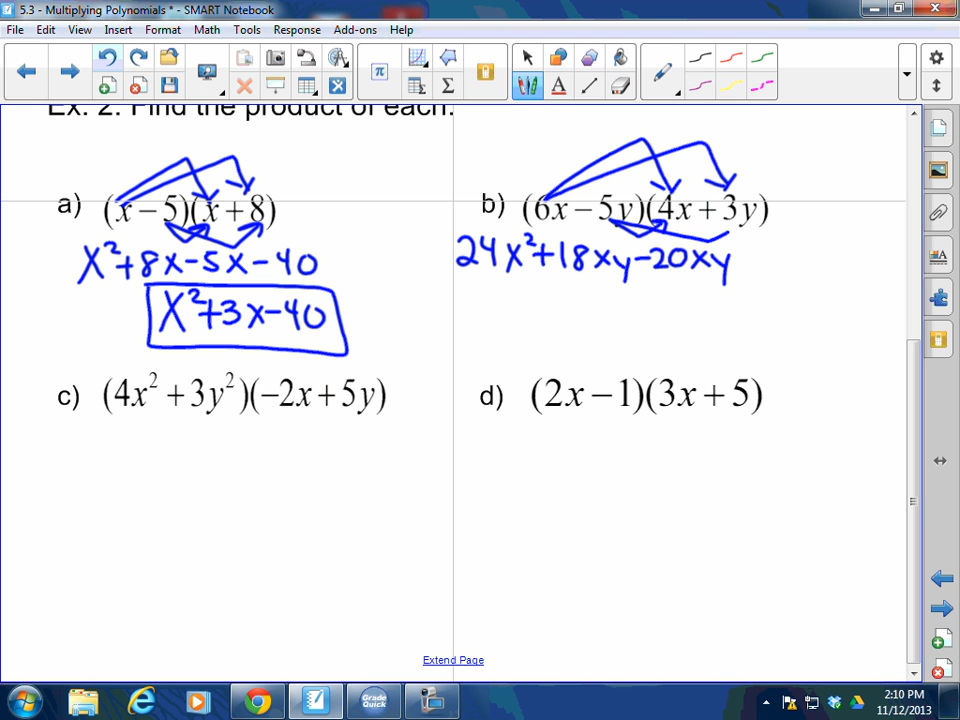 5.3 - Multiplying Polynomials * - SMART Notebook
File Edit View Insert Format Math Tools Response Add-ons Help
Ex. 2: Find the product of each.
a) (x − 5)(x + 8)
x²+8x-5x-40
x²+3x-40
b) (6x − 5y)(4x + 3y)
24x²+18xy-20xy
c) (4x² + 3y²)(−2x + 5y)
d) (2x − 1)(3x + 5)
Extend Page
Grade
Quick
2:10 PM
11/12/2013